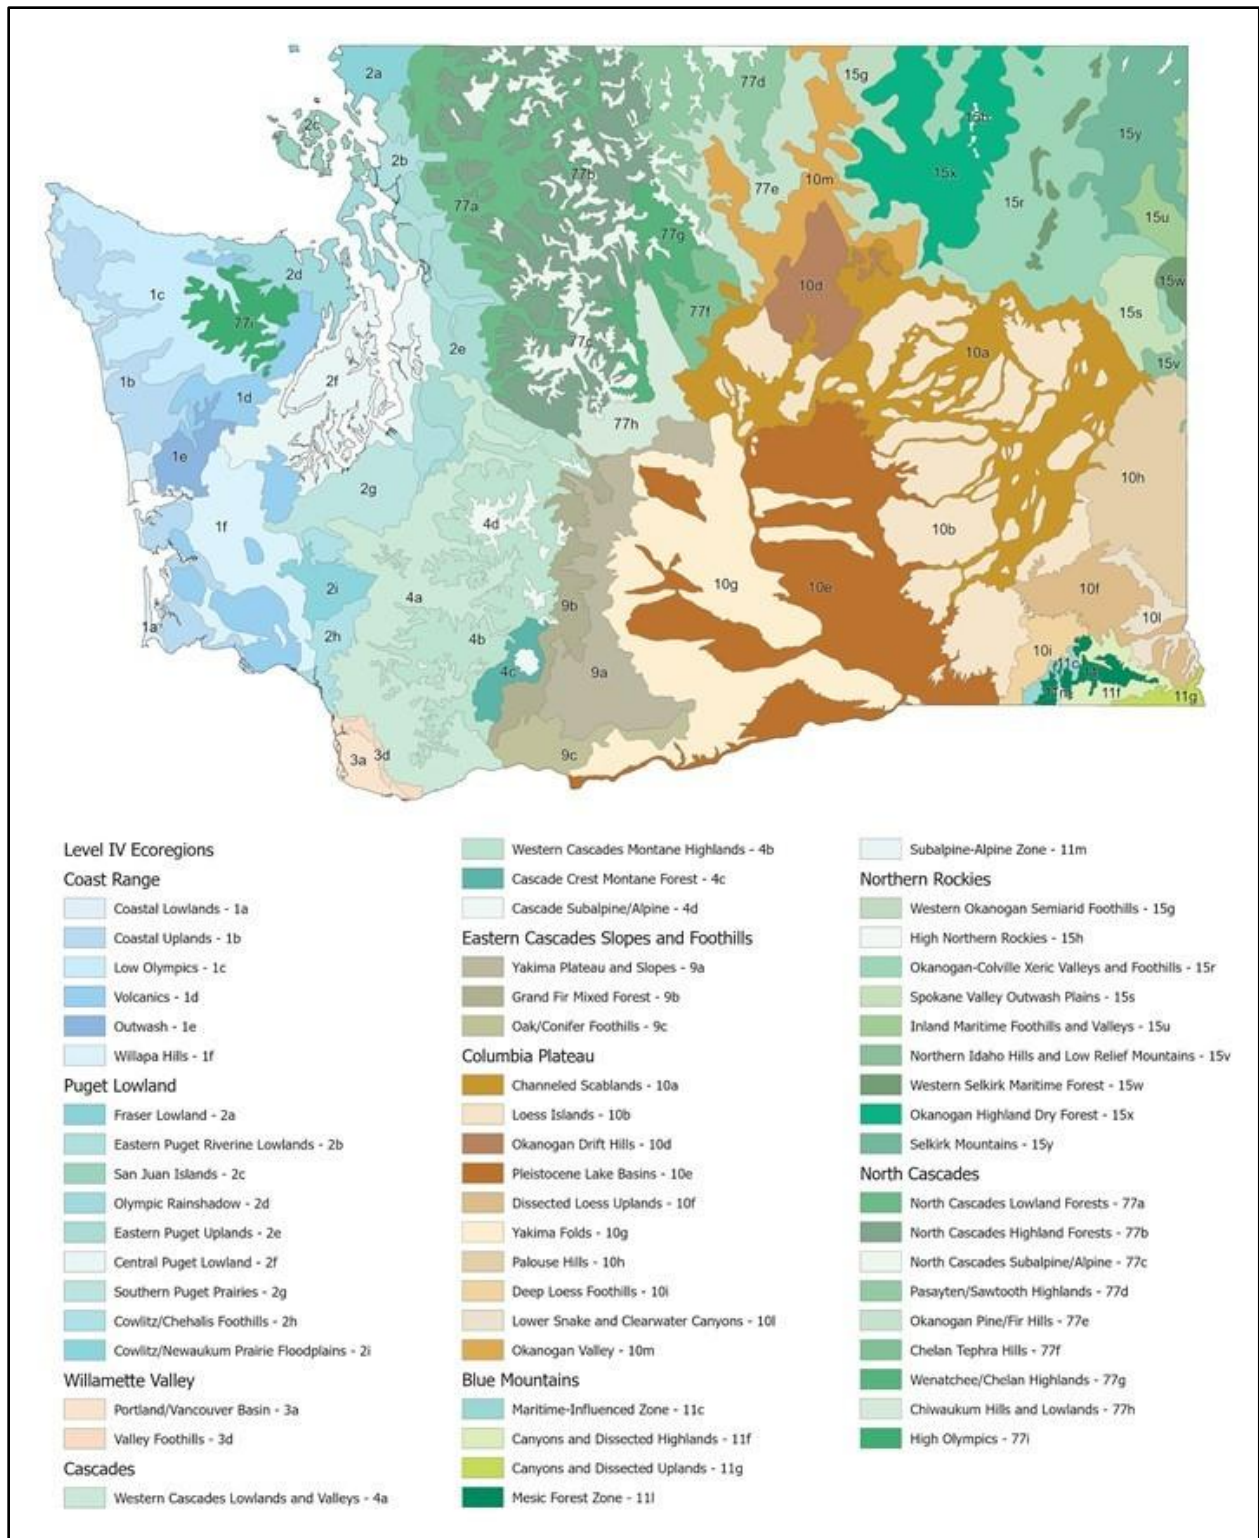 2a
77d
15g
2c
15h
15y
2b
77b
10m
77e
15x
77a
15r
15u
77g
2d
1c
10d
15w
77i
77f
15s
77c
2e
10a
15v
2f
1b
1d
77h
1e
10h
2g
4d
1f
10b
10g
10e
2i
10f
4a
9b
10l
1a
2h
4b
10i
11c
4c
9a
11l
11m
11f
11g
3d
3a
9c
Level IV Ecoregions
Coast Range
Coastal Lowlands - 1a
Coastal Uplands - 1b
Low Olympics - 1c
Volcanics - 1d
Outwash - 1e
Willapa Hills - 1f
Puget Lowland
Fraser Lowland - 2a
Eastern Puget Riverine Lowlands - 2b
San Juan Islands - 2c
Olympic Rainshadow - 2d
Eastern Puget Uplands - 2e
Central Puget Lowland - 2f
Southern Puget Prairies - 2g
Cowlitz/Chehalis Foothills - 2h
Cowlitz/Newaukum Prairie Floodplains - 2i
Willamette Valley
Portland/Vancouver Basin - 3a
Valley Foothills - 3d
Cascades
Western Cascades Lowlands and Valleys - 4a
Western Cascades Montane Highlands - 4b
Cascade Crest Montane Forest - 4c
Cascade Subalpine/Alpine - 4d
Eastern Cascades Slopes and Foothills
Yakima Plateau and Slopes - 9a
Grand Fir Mixed Forest - 9b
Oak/Conifer Foothills - 9c
Columbia Plateau
Channeled Scablands - 10a
Loess Islands - 10b
Okanogan Drift Hills - 10d
Pleistocene Lake Basins - 10e
Dissected Loess Uplands - 10f
Yakima Folds - 10g
Palouse Hills - 10h
Deep Loess Foothills - 10i
Lower Snake and Clearwater Canyons - 10l
Okanogan Valley - 10m
Blue Mountains
Maritime-Influenced Zone - 11c
Canyons and Dissected Highlands - 11f
Canyons and Dissected Uplands - 11g
Mesic Forest Zone - 11l
Subalpine-Alpine Zone - 11m
Northern Rockies
Western Okanogan Semiarid Foothills - 15g
High Northern Rockies - 15h
Okanogan-Colville Xeric Valleys and Foothills - 15r
Spokane Valley Outwash Plains - 15s
Inland Maritime Foothills and Valleys - 15u
Northern Idaho Hills and Low Relief Mountains - 15v
Western Selkirk Maritime Forest - 15w
Okanogan Highland Dry Forest - 15x
Selkirk Mountains - 15y
North Cascades
North Cascades Lowland Forests - 77a
North Cascades Highland Forests - 77b
North Cascades Subalpine/Alpine - 77c
Pasayten/Sawtooth Highlands - 77d
Okanogan Pine/Fir Hills - 77e
Chelan Tephra Hills - 77f
Wenatchee/Chelan Highlands - 77g
Chiwaukum Hills and Lowlands - 77h
High Olympics - 77i